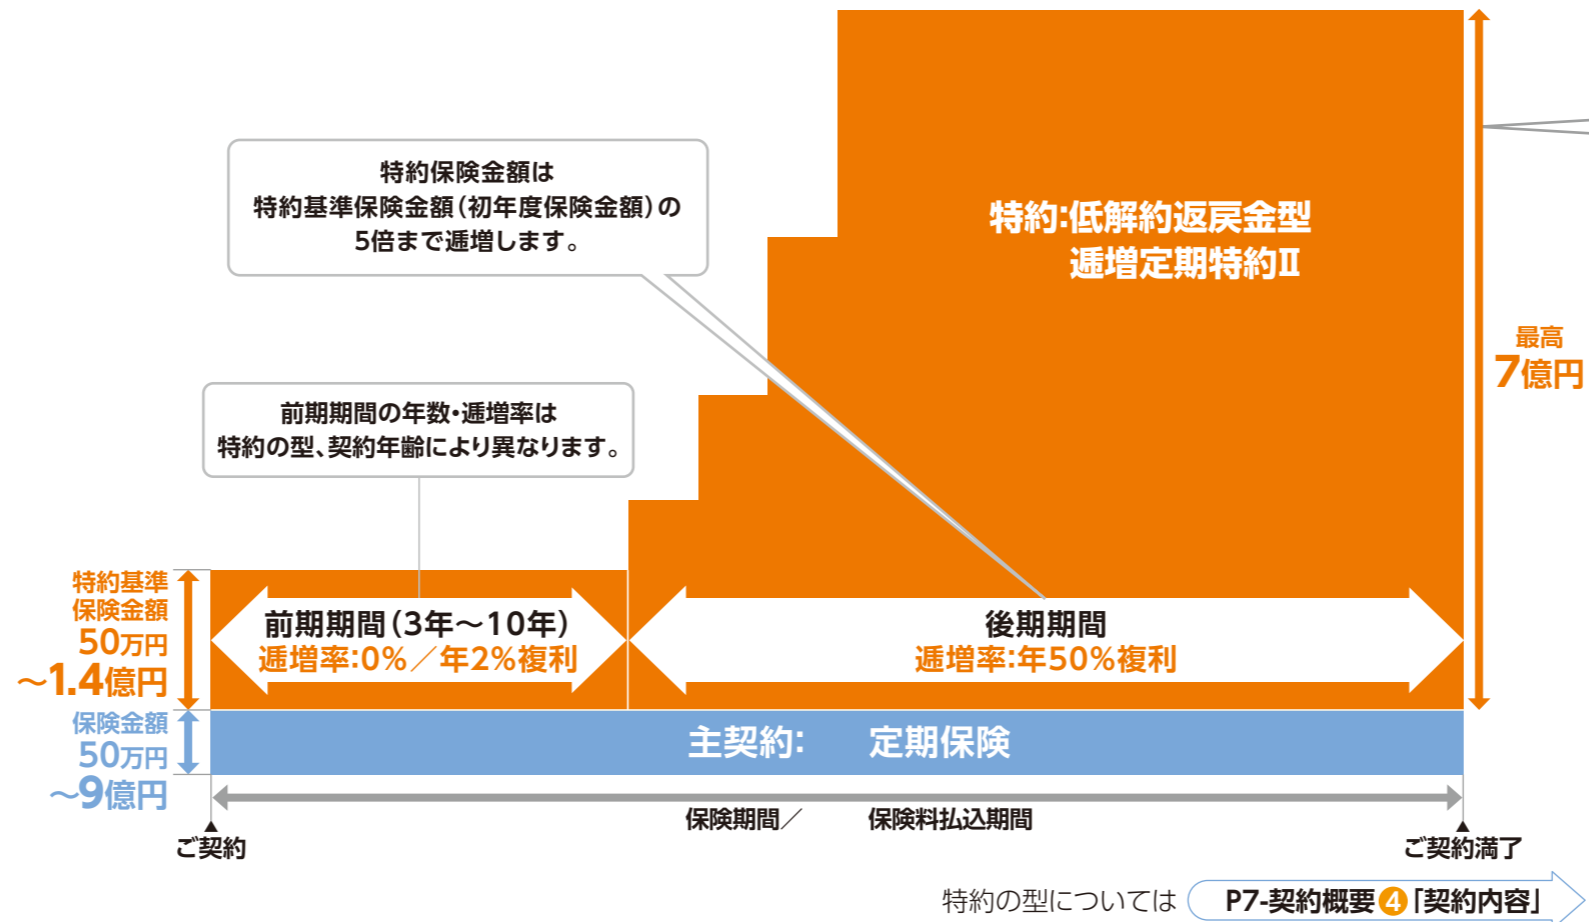 特約保険金額は
特約基準保険金額(初年度保険金額)の
5倍まで逓増します。
特約:低解約返戻金型
逓増定期特約Ⅱ
最高
7億円
前期期間の年数・逓増率は
特約の型、契約年齢により異なります。
特約基準
保険金額
50万円
～1.4億円
前期期間(3年～10年)
逓増率:0%／年2%複利
後期期間
逓増率:年50%複利
保険金額
50万円
～9億円
主契約: 定期保険
保険期間／ 保険料払込期間
ご契約
ご契約満了
特約の型については P7-契約概要4「契約内容」